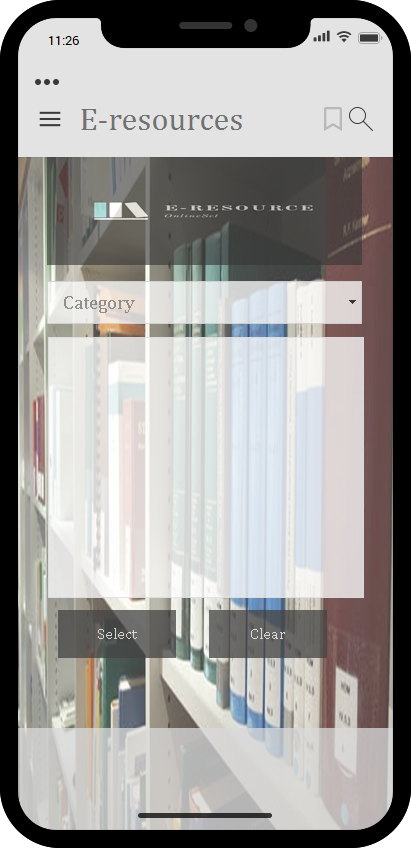 11:26
E-resources
E-RESOURCE
OnlineSet
Category
Select
Clear